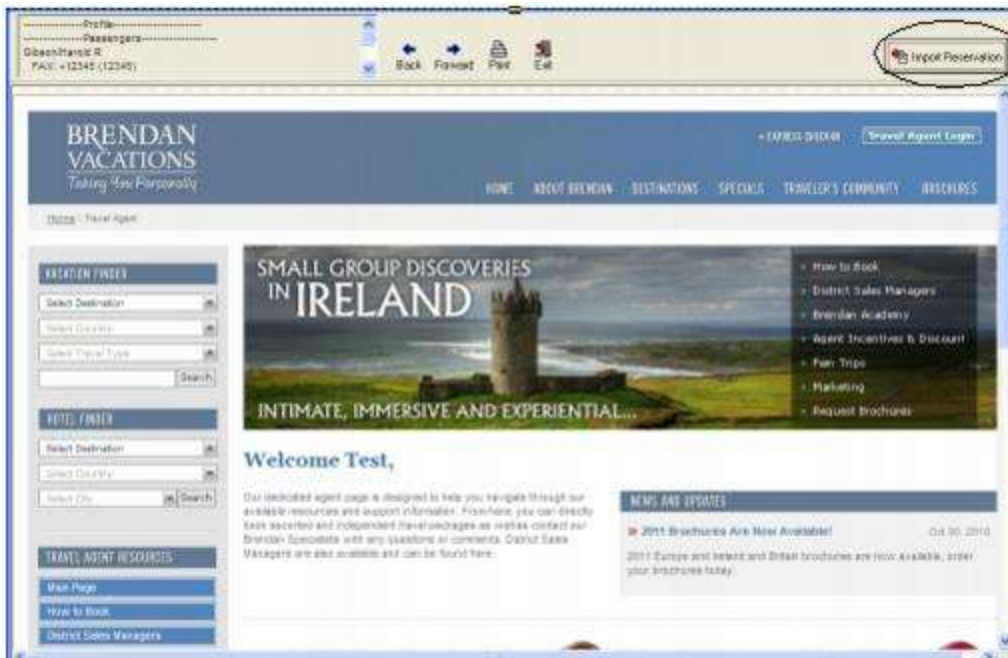 Profile
Passengers
Gibson/Harold R
FAX: +12345 (12345)
Back Forward Print Exit
Import Reservation
BRENDAN
VACATIONS
Taking You Personally
Travel Agent Login
HOME ABOUT BRENDAN DESTINATIONS SPECIALS TRAVELER'S COMMUNITY BROCHURES
Home Travel Agent
VACATION FINDER
Select Destination
Select Country
Select Travel Type
Search
HOTEL FINDER
Select Destination
Select Country
Select City Search
TRAVEL AGENT RESOURCES
Main Page
How to Book
District Sales Managers
SMALL GROUP DISCOVERIES
IN IRELAND
INTIMATE, IMMERSIVE AND EXPERIENTIAL...
How to Book
District Sales Managers
Brendan Academy
Agent Incentives & Discount
Fam Trips
Marketing
Request Brochures
Welcome Test,
Our dedicated agent page is designed to help you navigate through our
available resources and support information. From here, you can directly
book escorted and independent travel packages as well as contact our
Brendan Specialists with any questions or comments. District Sales
Managers are also available and can be found here.
NEWS AND UPDATES
2011 Brochures Are Now Available! Oct 30, 2010
2011 Europe and Ireland and Britain brochures are now available, order
your brochures today.